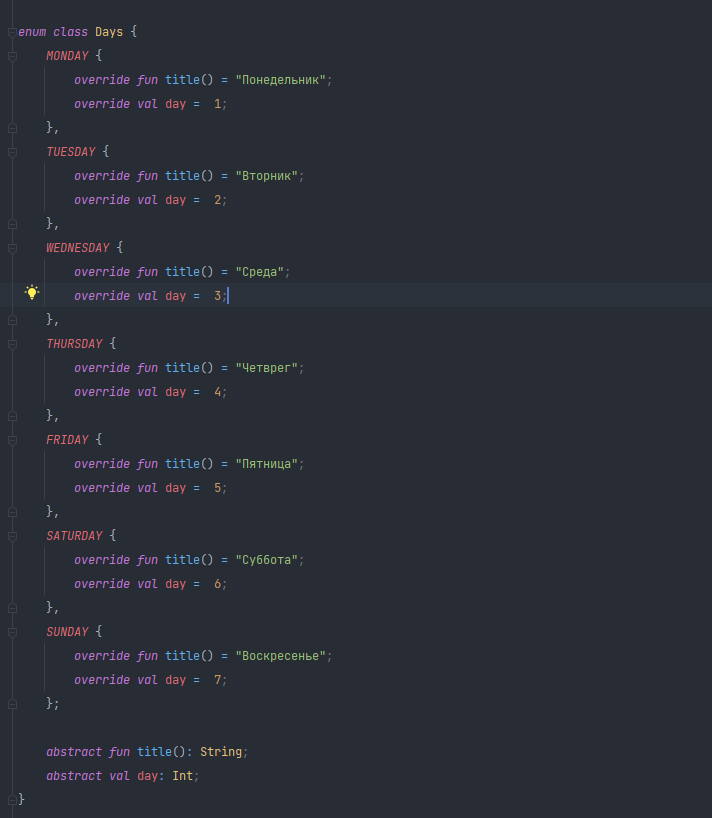 enum class Days {
    MONDAY {
        override fun title() = "Понедельник";
        override val day =  1;
    },
    TUESDAY {
        override fun title() = "Вторник";
        override val day =  2;
    },
    WEDNESDAY {
        override fun title() = "Среда";
        override val day =  3;
    },
    THURSDAY {
        override fun title() = "Четврег";
        override val day =  4;
    },
    FRIDAY {
        override fun title() = "Пятница";
        override val day =  5;
    },
    SATURDAY {
        override fun title() = "Суббота";
        override val day =  6;
    },
    SUNDAY {
        override fun title() = "Воскресенье";
        override val day =  7;
    };

    abstract fun title(): String;
    abstract val day: Int;
}